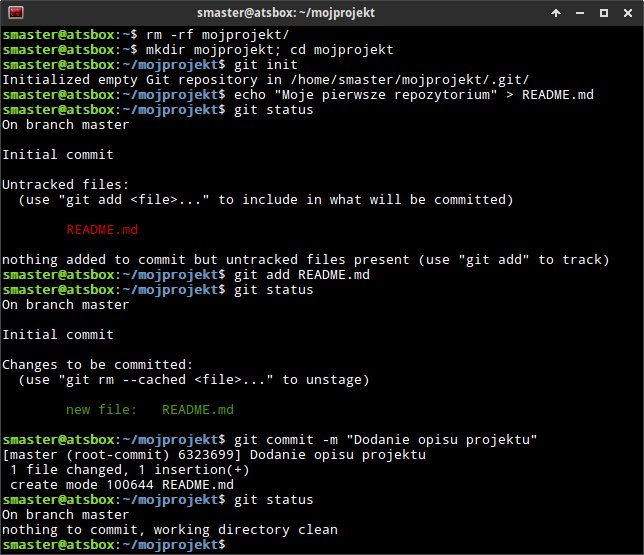 smaster@atsbox:~/mojprojekt
smaster@atsbox:~$ rm -rf mojprojekt/
smaster@atsbox:~$ mkdir mojprojekt; cd mojprojekt
smaster@atsbox:~/mojprojekt$ git init
Initialized empty Git repository in /home/smaster/mojprojekt/.git/
smaster@atsbox:~/mojprojekt$ echo "Moje pierwsze repozytorium" > README.md
smaster@atsbox:~/mojprojekt$ git status
On branch master
Initial commit
Untracked files:
  (use "git add <file>..." to include in what will be committed)
        README.md
nothing added to commit but untracked files present (use "git add" to track)
smaster@atsbox:~/mojprojekt$ git add README.md
smaster@atsbox:~/mojprojekt$ git status
On branch master
Initial commit
Changes to be committed:
  (use "git rm --cached <file>..." to unstage)
        new file:   README.md
smaster@atsbox:~/mojprojekt$ git commit -m "Dodanie opisu projektu"
[master (root-commit) 6323699] Dodanie opisu projektu
 1 file changed, 1 insertion(+)
 create mode 100644 README.md
smaster@atsbox:~/mojprojekt$ git status
On branch master
nothing to commit, working directory clean
smaster@atsbox:~/mojprojekt$